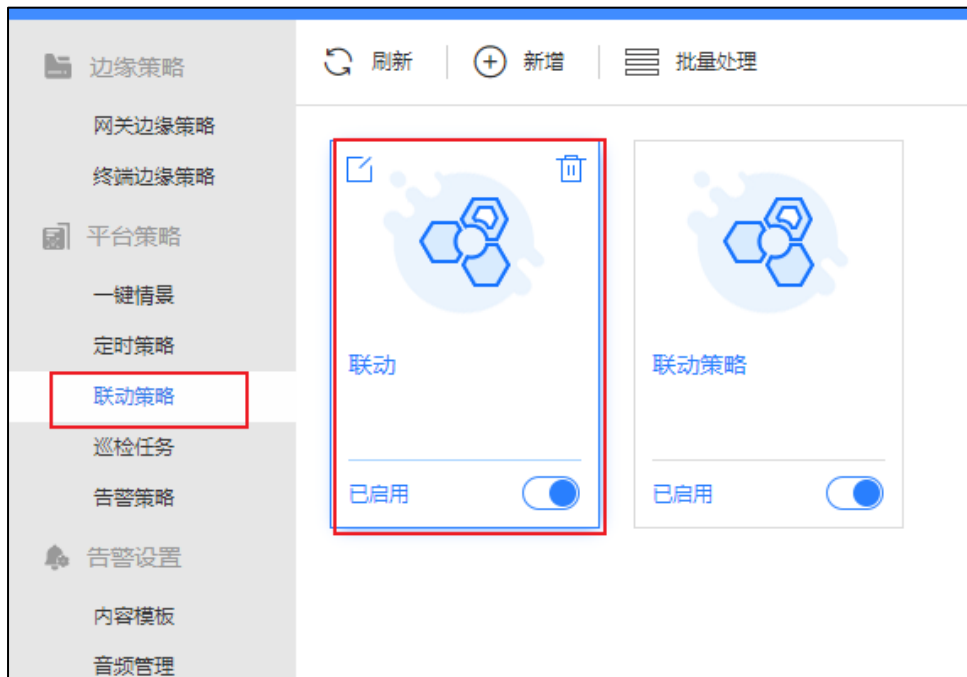 边缘策略
网关边缘策略
终端边缘策略
平台策略
一键情景
定时策略
联动策略
巡检任务
告警策略
告警设置
内容模板
音频管理
刷新 新增 批量处理
联动
已启用
联动策略
已启用